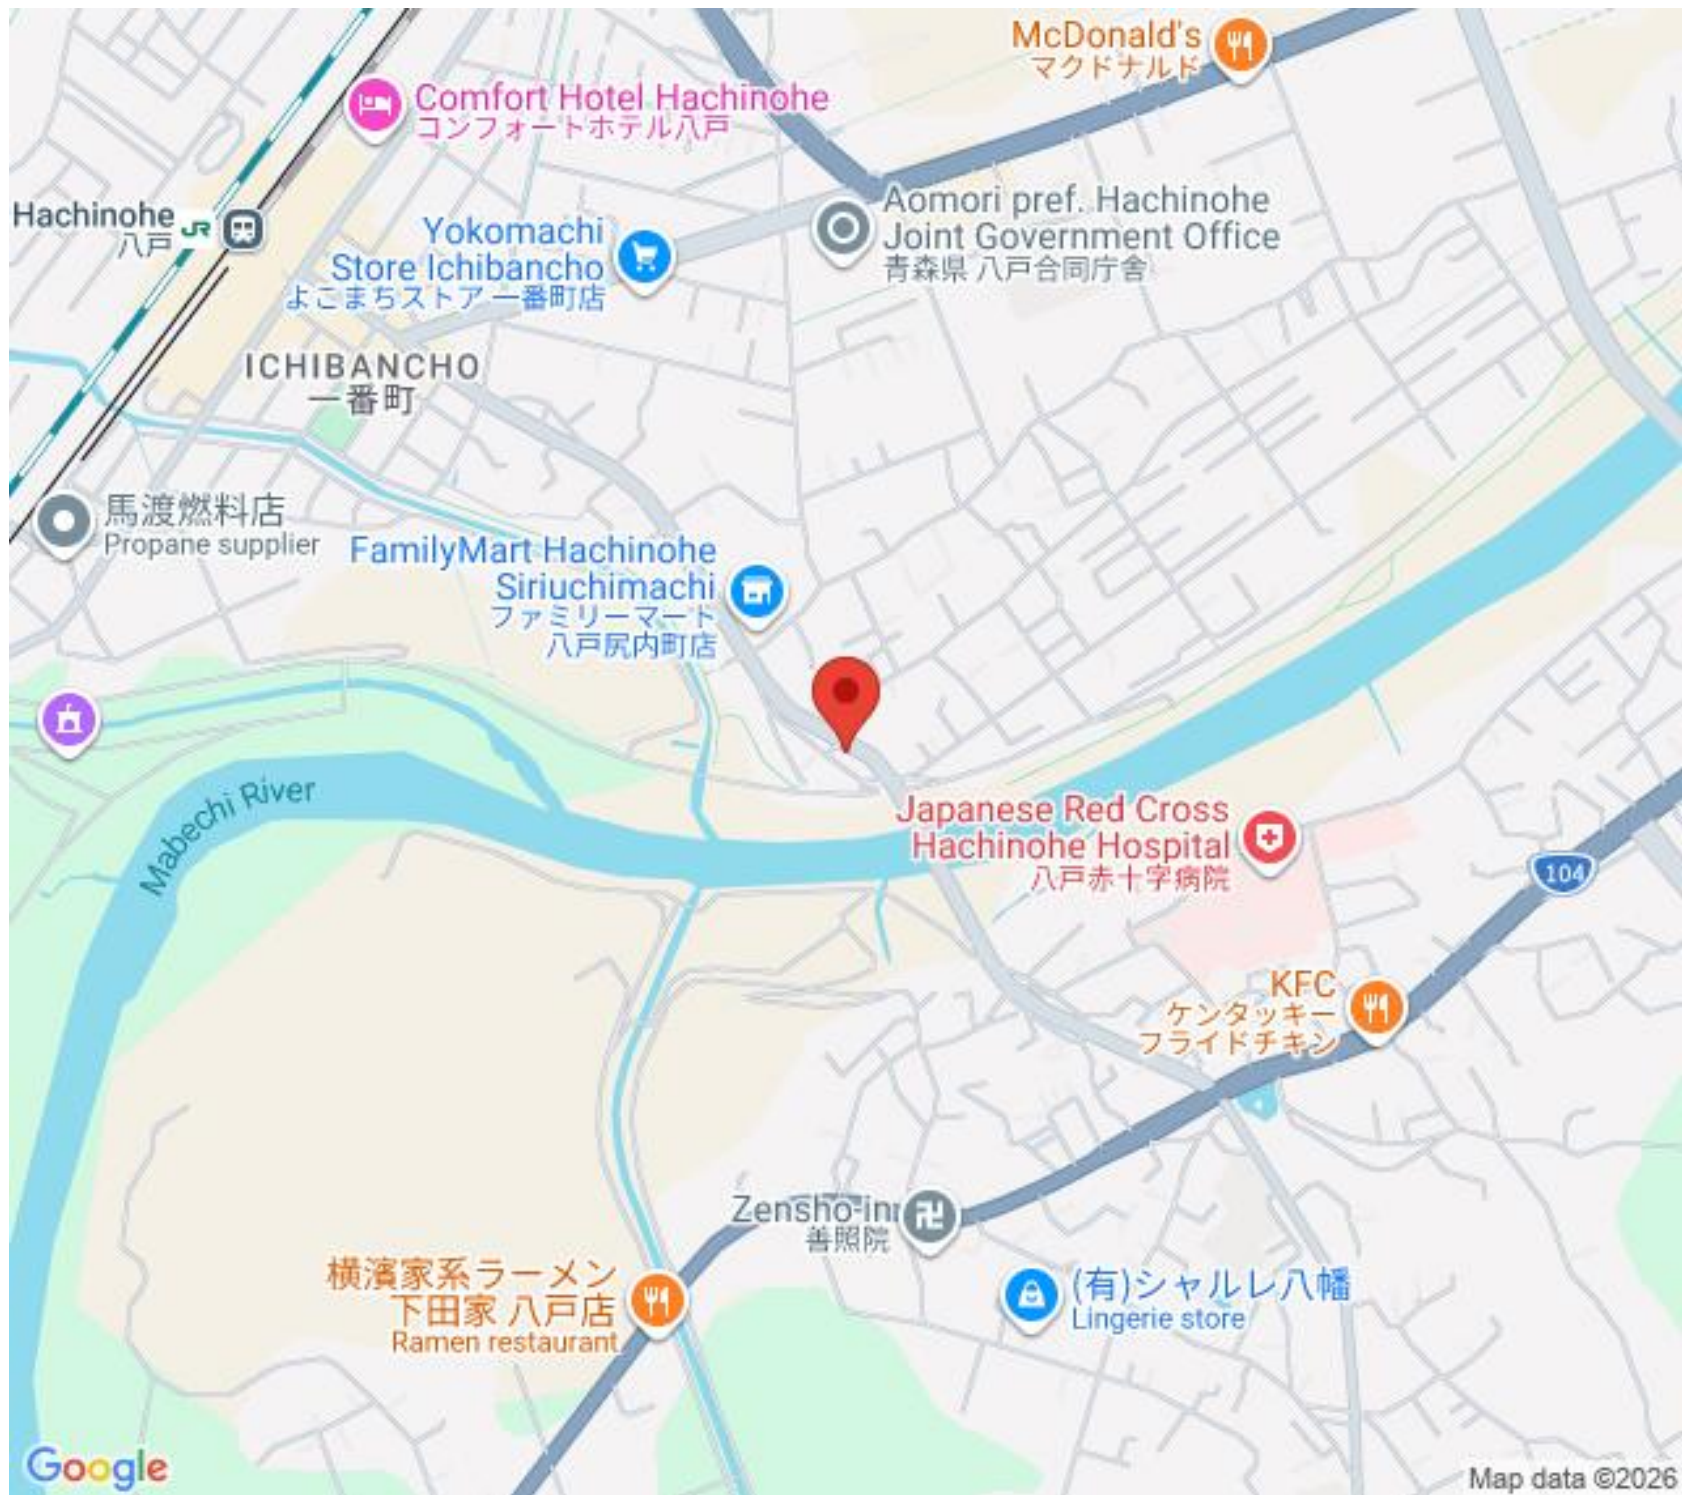 McDonald's
マクドナルド
Comfort Hotel Hachinohe
コンフォートホテル八戸
Hachinohe
八戸
JR
Yokomachi
Store Ichibancho
よこまちストア 一番町店
Aomori pref. Hachinohe
Joint Government Office
青森県 八戸合同庁舎
ICHIBANCHO
一番町
馬渡燃料店
Propane supplier
FamilyMart Hachinohe
Siriuchimachi
ファミリーマート
八戸尻内町店
Mabechi River
Japanese Red Cross
Hachinohe Hospital
八戸赤十字病院
104
KFC
ケンタッキー
フライドチキン
Zensho-in
善照院
横濱家系ラーメン
下田家 八戸店
Ramen restaurant
(有)シャルレ八幡
Lingerie store
Google
Map data ©2026